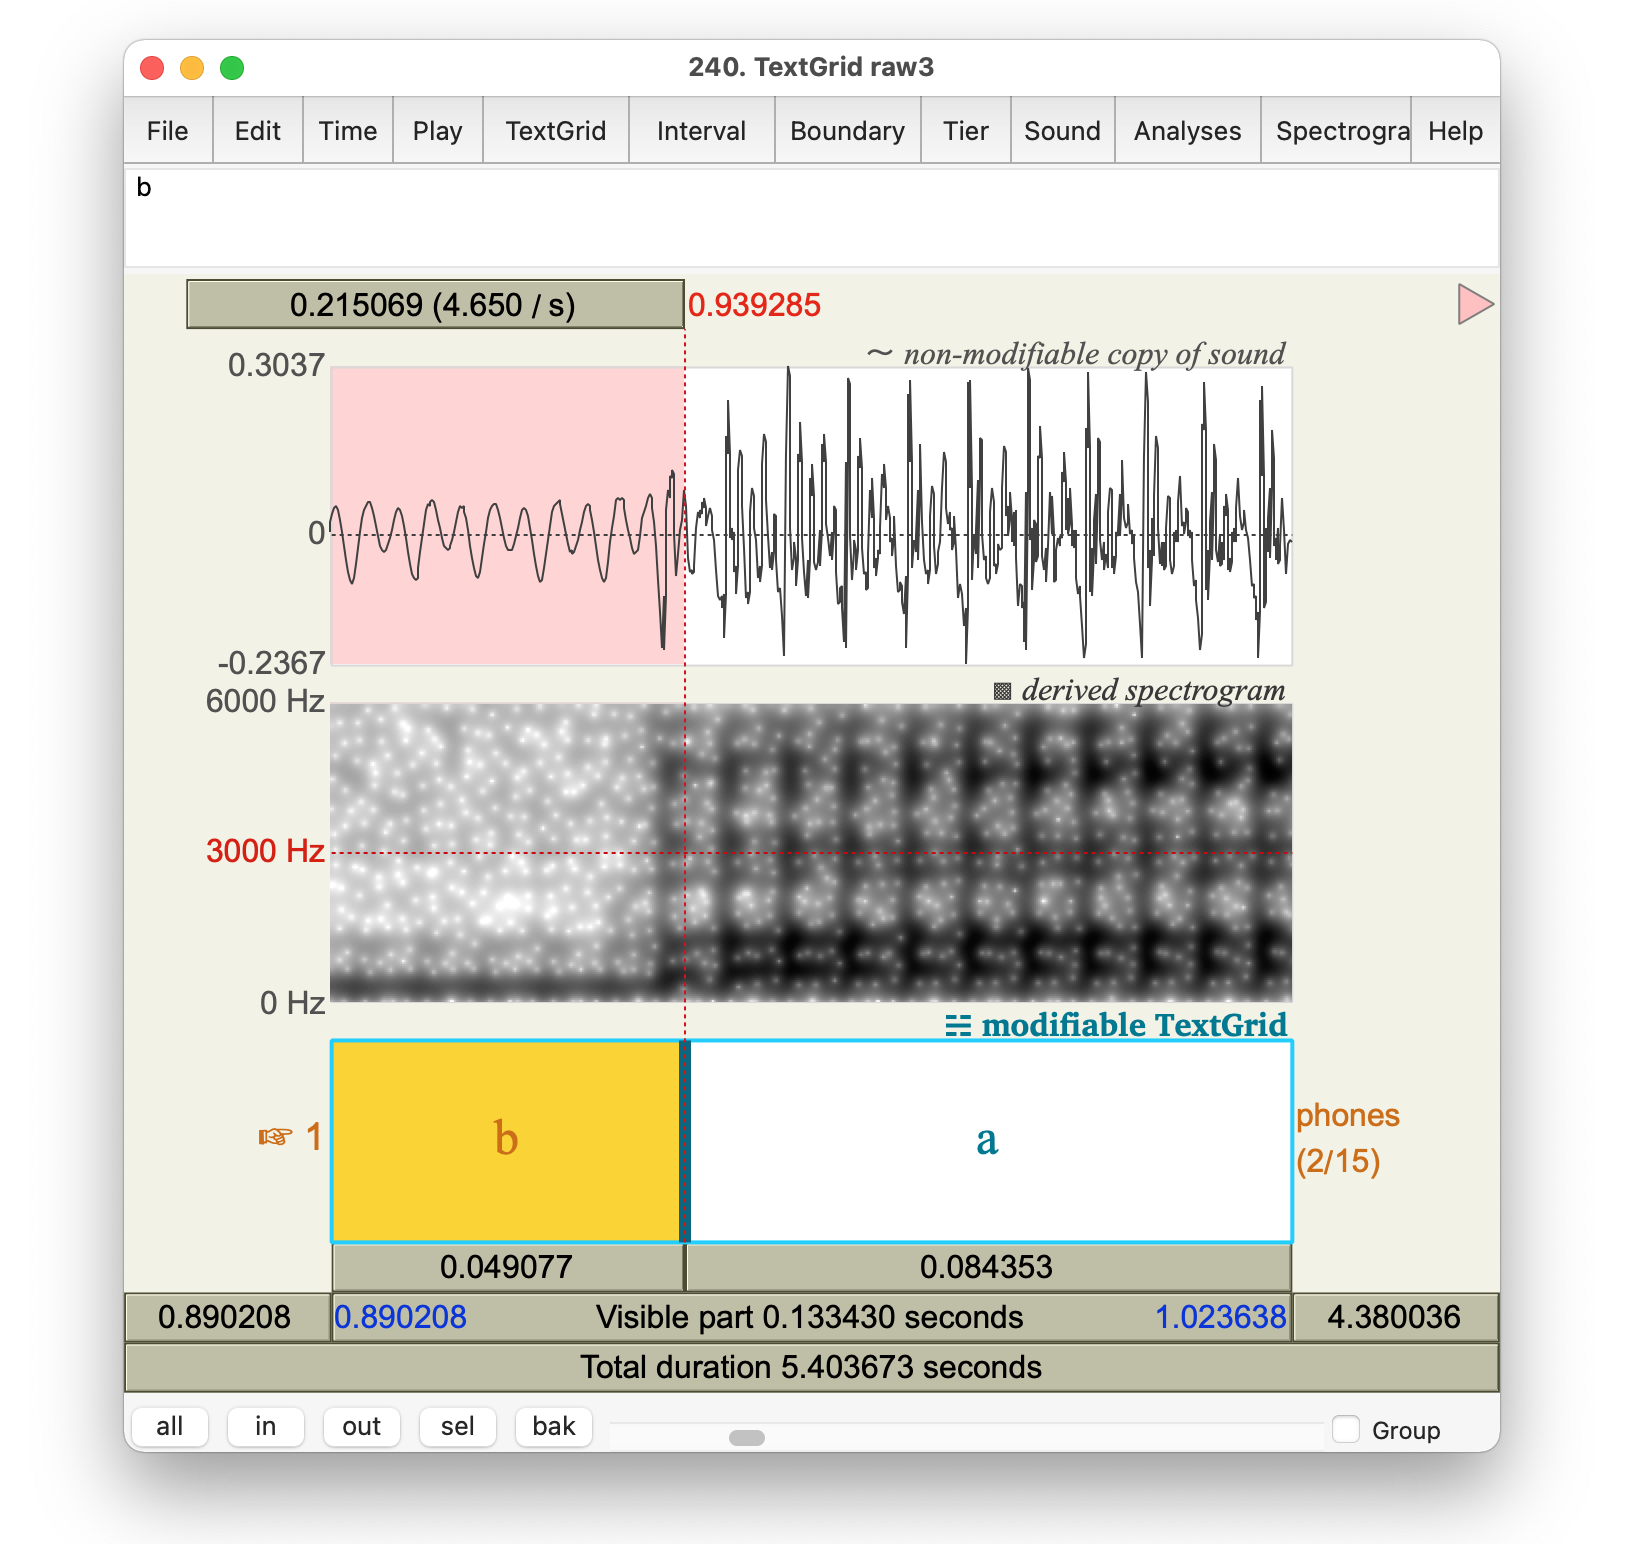 240. TextGrid raw3
File Edit Time Play TextGrid Interval Boundary Tier Sound Analyses Spectrogra Help
b
0.215069 (4.650 / s) 0.939285
~ non-modifiable copy of sound
0.3037
0
-0.2367
▩ derived spectrogram
6000 Hz
3000 Hz
0 Hz
☵ modifiable TextGrid
☞ 1 b a phones
(2/15)
0.049077 0.084353
0.890208 0.890208 Visible part 0.133430 seconds 1.023638 4.380036
Total duration 5.403673 seconds
all in out sel bak Group